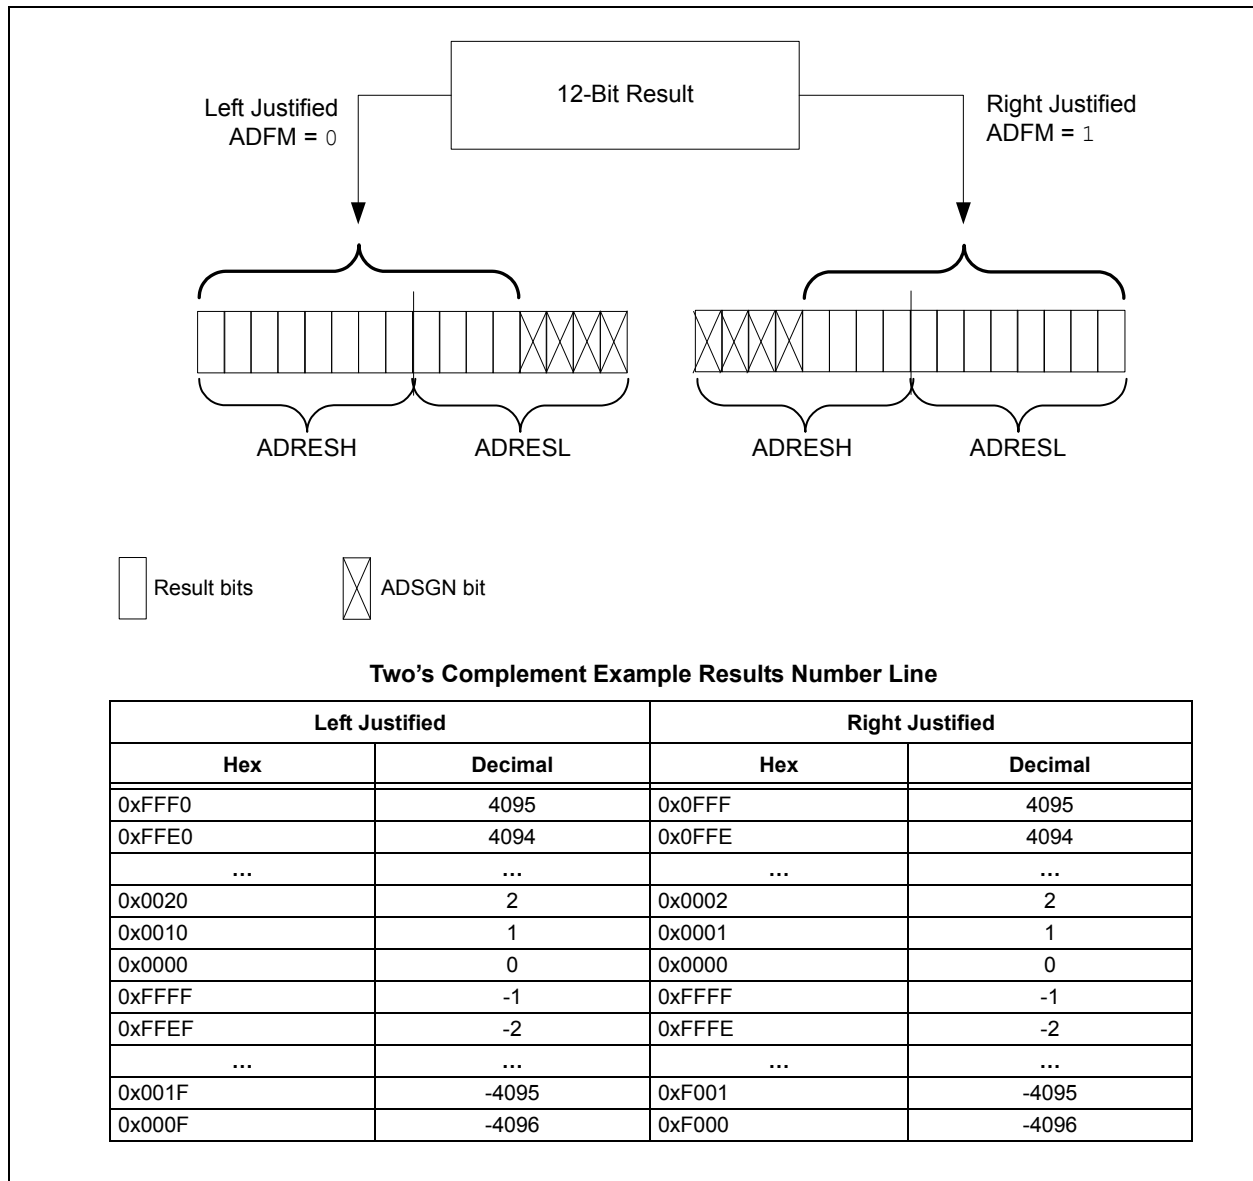 12-Bit Result
Left Justified
ADFM = 0
Right Justified
ADFM = 1
ADRESH ADRESL ADRESH ADRESL
Result bits ADSGN bit
Two’s Complement Example Results Number Line
Left Justified Right Justified
Hex Decimal Hex Decimal
0xFFF0 4095 0x0FFF 4095
0xFFE0 4094 0x0FFE 4094
... ... ... ...
0x0020 2 0x0002 2
0x0010 1 0x0001 1
0x0000 0 0x0000 0
0xFFFF -1 0xFFFF -1
0xFFEF -2 0xFFFE -2
... ... ... ...
0x001F -4095 0xF001 -4095
0x000F -4096 0xF000 -4096